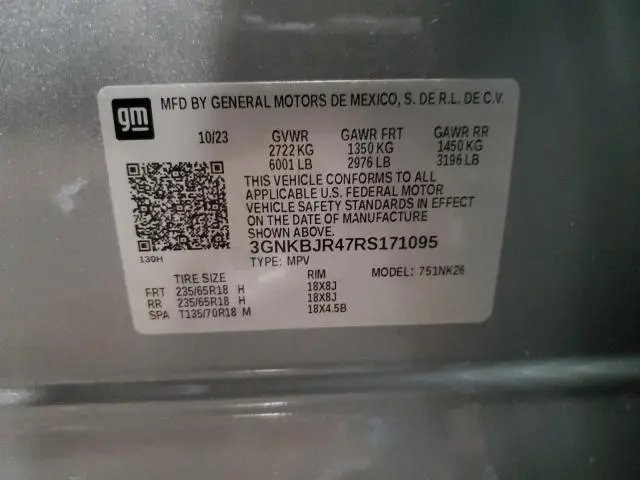 gm
MFD BY GENERAL MOTORS DE MEXICO, S. DE R.L. DE C.V.
10/23 GVWR GAWR FRT GAWR RR
2722 KG 1350 KG 1450 KG
6001 LB 2976 LB 3196 LB
THIS VEHICLE CONFORMS TO ALL
APPLICABLE U.S. FEDERAL MOTOR
VEHICLE SAFETY STANDARDS IN EFFECT
ON THE DATE OF MANUFACTURE
SHOWN ABOVE.
3GNKBJR47RS171095
130H
TYPE: MPV MODEL: 751NK26
TIRE SIZE RIM
FRT 235/65R18 H 18X8J
RR 235/65R18 H 18X8J
SPA T135/70R18 M 18X4.5B